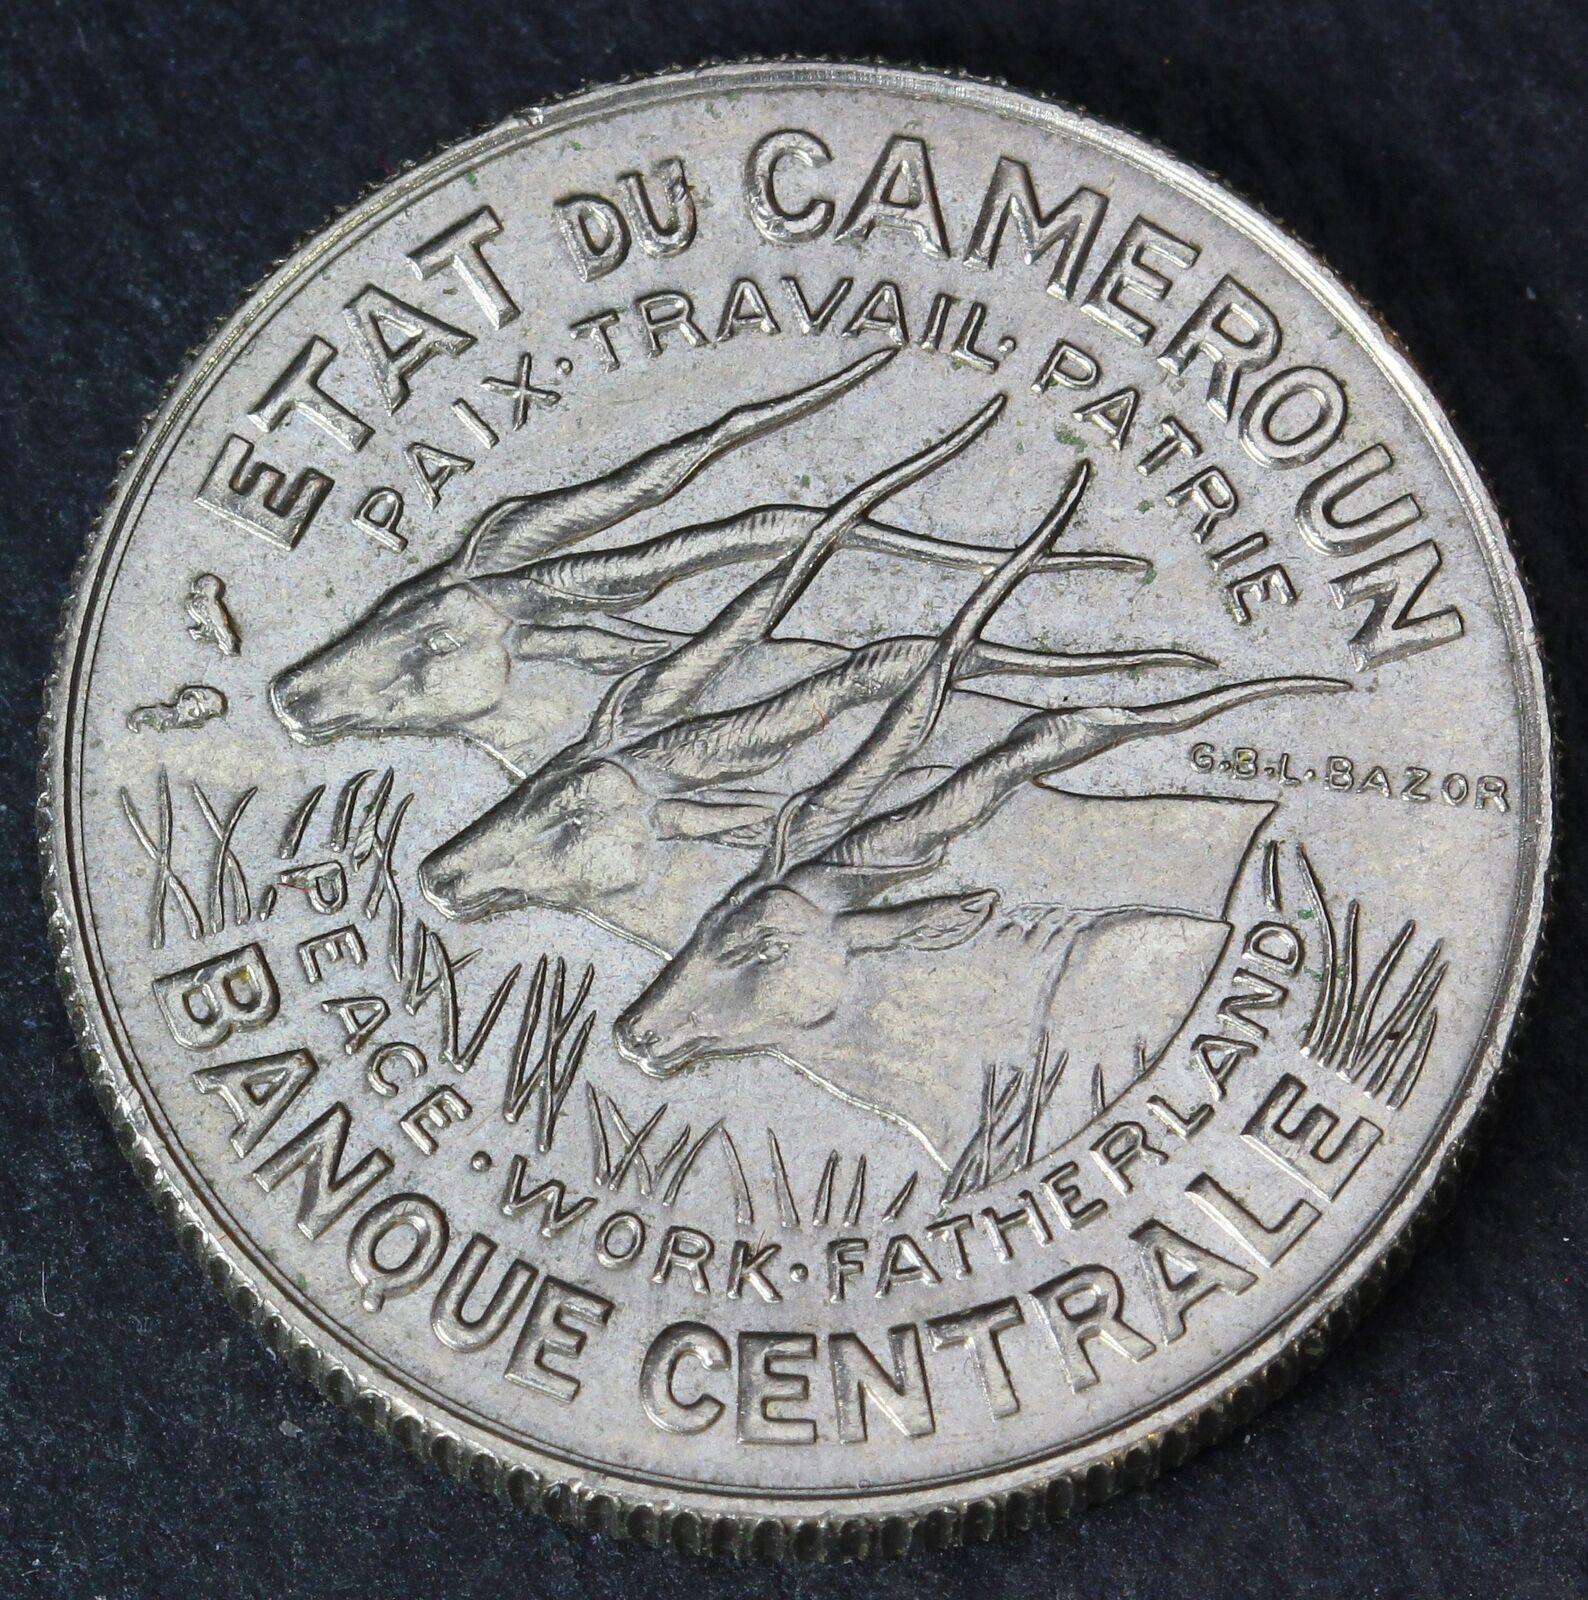 ETAT DU CAMEROUN
PAIX·TRAVAIL·PATRIE
G.B.L.BAZOR
PEACE·WORK·FATHERLAND
BANQUE CENTRALE